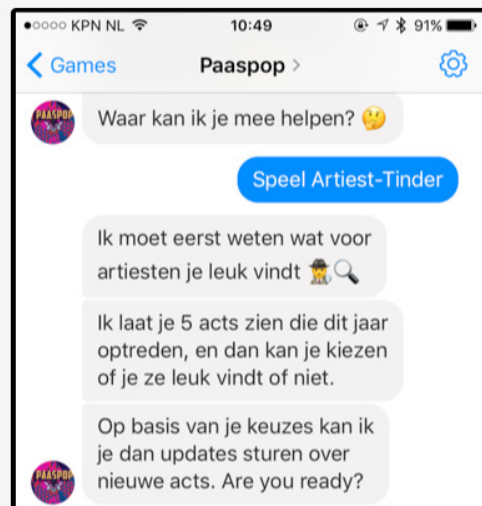 KPN NL 10:49 91%
Games Paaspop
PAASPOP
Waar kan ik je mee helpen? 🤔
Speel Artiest-Tinder
Ik moet eerst weten wat voor
artiesten je leuk vindt 🕵️🔍
Ik laat je 5 acts zien die dit jaar
optreden, en dan kan je kiezen
of je ze leuk vindt of niet.
Op basis van je keuzes kan ik
je dan updates sturen over
nieuwe acts. Are you ready?
PAASPOP